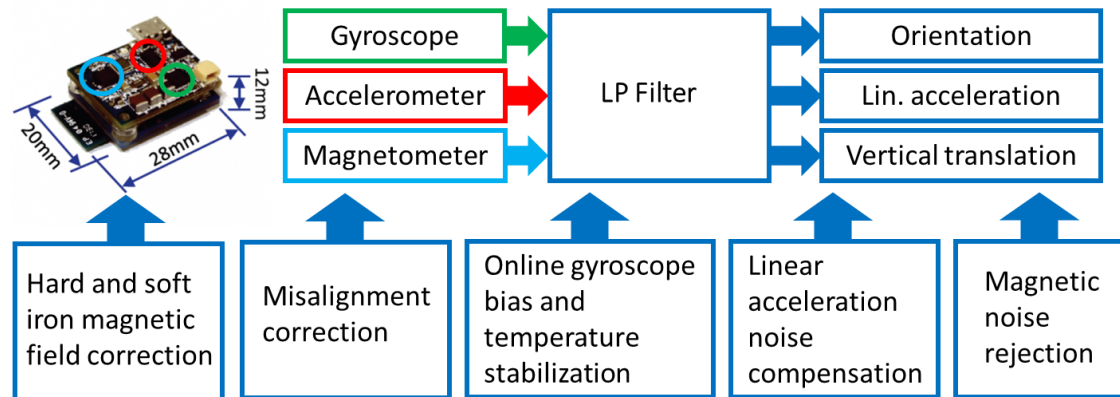 Gyroscope
Accelerometer
Magnetometer
LP Filter
Orientation
Lin. acceleration
Vertical translation
12mm
20mm
28mm
Hard and soft
iron magnetic
field correction
Misalignment
correction
Online gyroscope
bias and
temperature
stabilization
Linear
acceleration
noise
compensation
Magnetic
noise
rejection